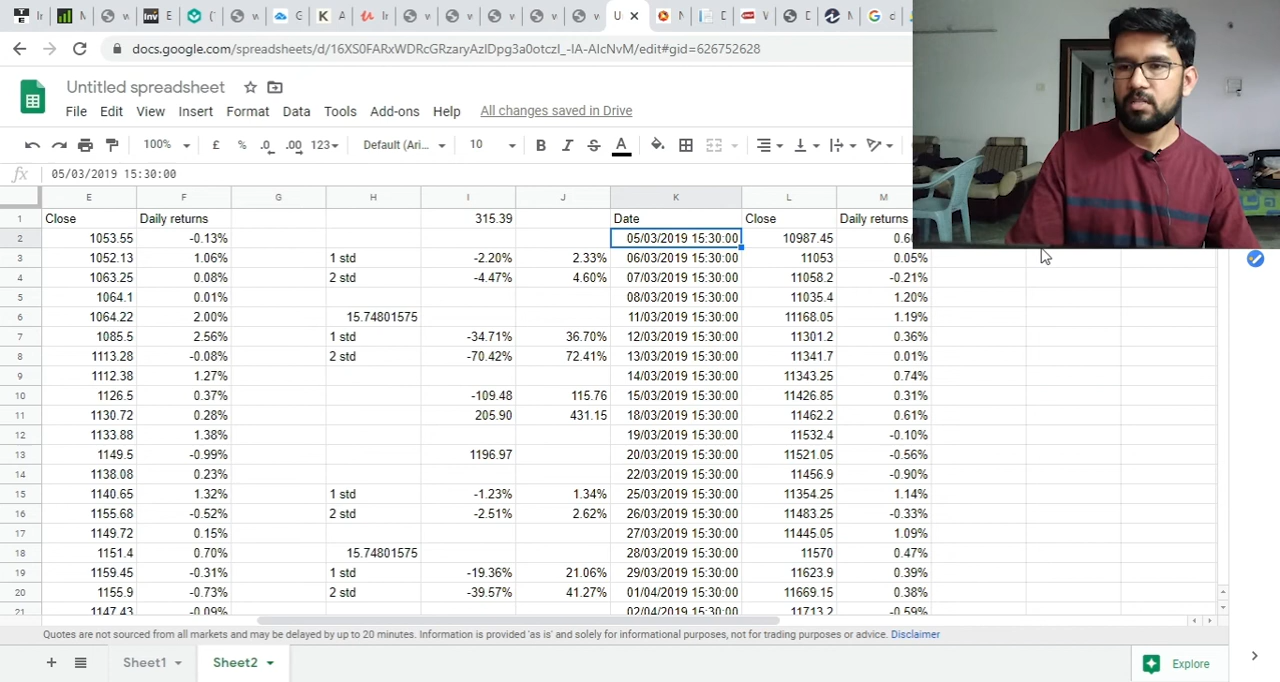 docs.google.com/spreadsheets/d/16XS0FARxWDRcGRzaryAzIDpg3a0otczI_-IA-AIcNvM/edit#gid=626752628
Untitled spreadsheet
File Edit View Insert Format Data Tools Add-ons Help All changes saved in Drive
100% £ % .0 .00 123 Default (Ari... 10 B I S A
fx 05/03/2019 15:30:00
E F G H I J K L M
1 Close Daily returns 315.39 Date Close Daily returns
2 1053.55 -0.13% 05/03/2019 15:30:00 10987.45
3 1052.13 1.06% 1 std -2.20% 2.33% 06/03/2019 15:30:00 11053 0.05%
4 1063.25 0.08% 2 std -4.47% 4.60% 07/03/2019 15:30:00 11058.2 -0.21%
5 1064.1 0.01% 08/03/2019 15:30:00 11035.4 1.20%
6 1064.22 2.00% 15.74801575 11/03/2019 15:30:00 11168.05 1.19%
7 1085.5 2.56% 1 std -34.71% 36.70% 12/03/2019 15:30:00 11301.2 0.36%
8 1113.28 -0.08% 2 std -70.42% 72.41% 13/03/2019 15:30:00 11341.7 0.01%
9 1112.38 1.27% 14/03/2019 15:30:00 11343.25 0.74%
10 1126.5 0.37% -109.48 115.76 15/03/2019 15:30:00 11426.85 0.31%
11 1130.72 0.28% 205.90 431.15 18/03/2019 15:30:00 11462.2 0.61%
12 1133.88 1.38% 19/03/2019 15:30:00 11532.4 -0.10%
13 1149.5 -0.99% 1196.97 20/03/2019 15:30:00 11521.05 -0.56%
14 1138.08 0.23% 22/03/2019 15:30:00 11456.9 -0.90%
15 1140.65 1.32% 1 std -1.23% 1.34% 25/03/2019 15:30:00 11354.25 1.14%
16 1155.68 -0.52% 2 std -2.51% 2.62% 26/03/2019 15:30:00 11483.25 -0.33%
17 1149.72 0.15% 27/03/2019 15:30:00 11445.05 1.09%
18 1151.4 0.70% 15.74801575 28/03/2019 15:30:00 11570 0.47%
19 1159.45 -0.31% 1 std -19.36% 21.06% 29/03/2019 15:30:00 11623.9 0.39%
20 1155.9 -0.73% 2 std -39.57% 41.27% 01/04/2019 15:30:00 11669.15 0.38%
21 1147.43 -0.09% 02/04/2019 15:30:00 11713.2 -0.59%
Quotes are not sourced from all markets and may be delayed by up to 20 minutes. Information is provided 'as is' and solely for informational purposes, not for trading purposes or advice. Disclaimer
+ Sheet1 Sheet2 Explore